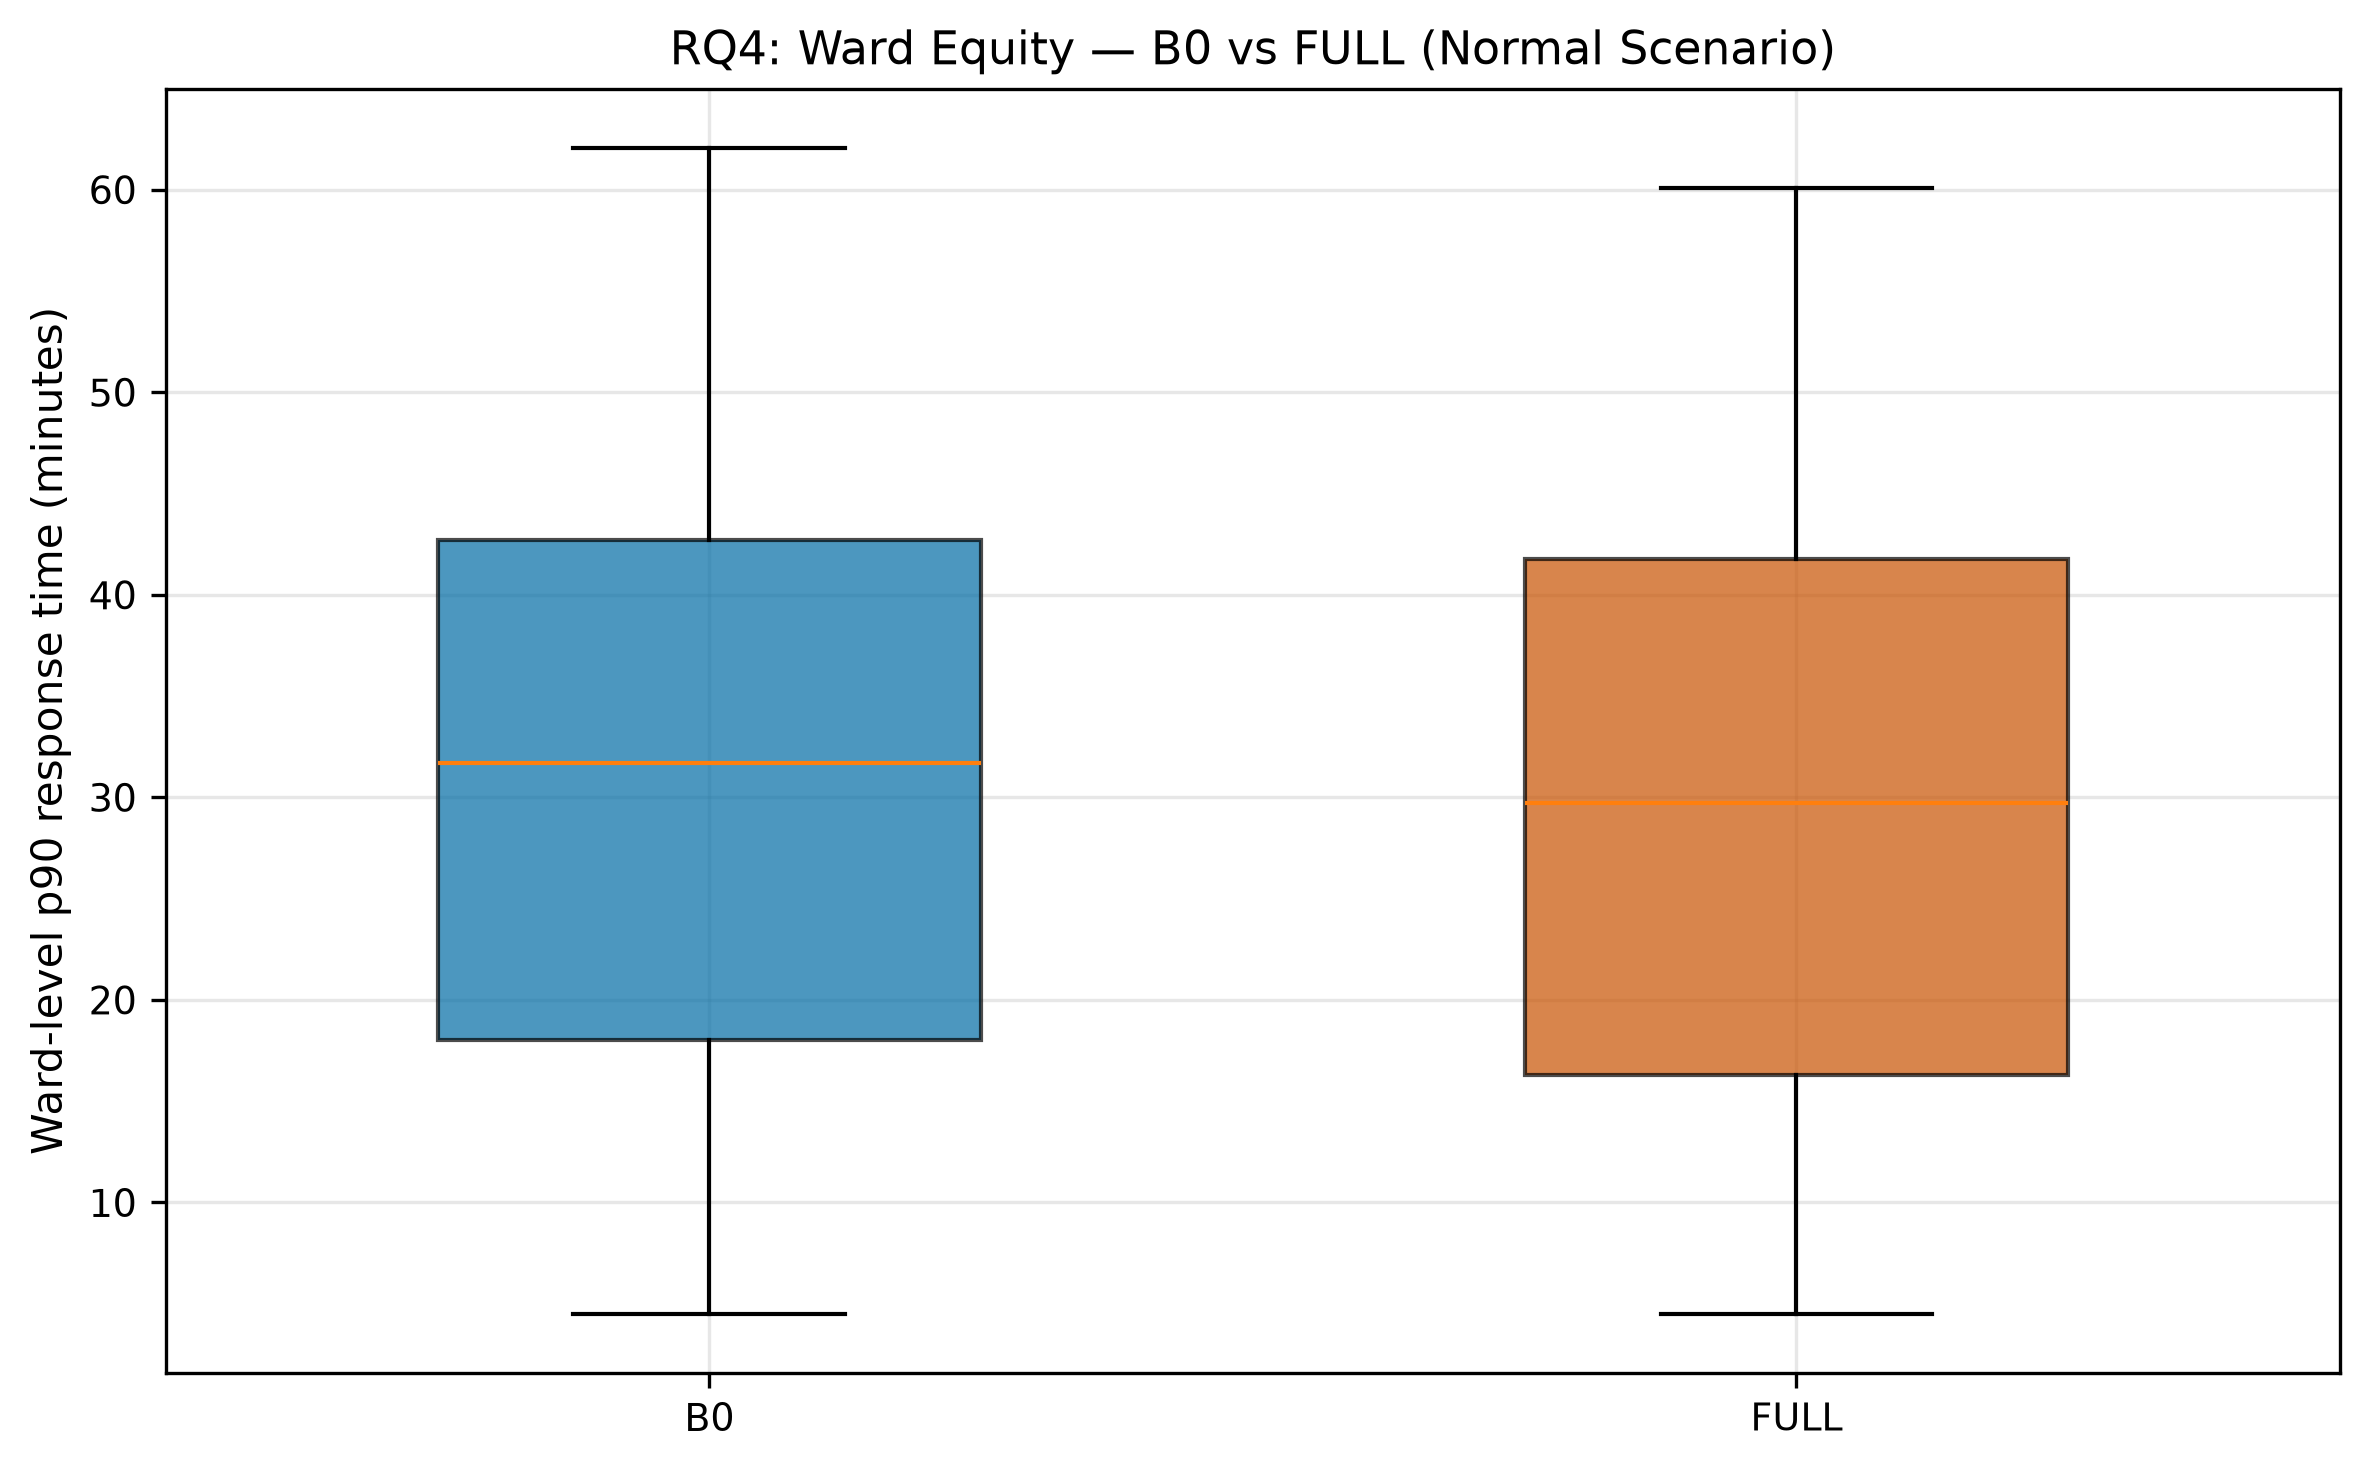 RQ4: Ward Equity — B0 vs FULL (Normal Scenario)
Ward-level p90 response time (minutes)
60
50
40
30
20
10
B0
FULL